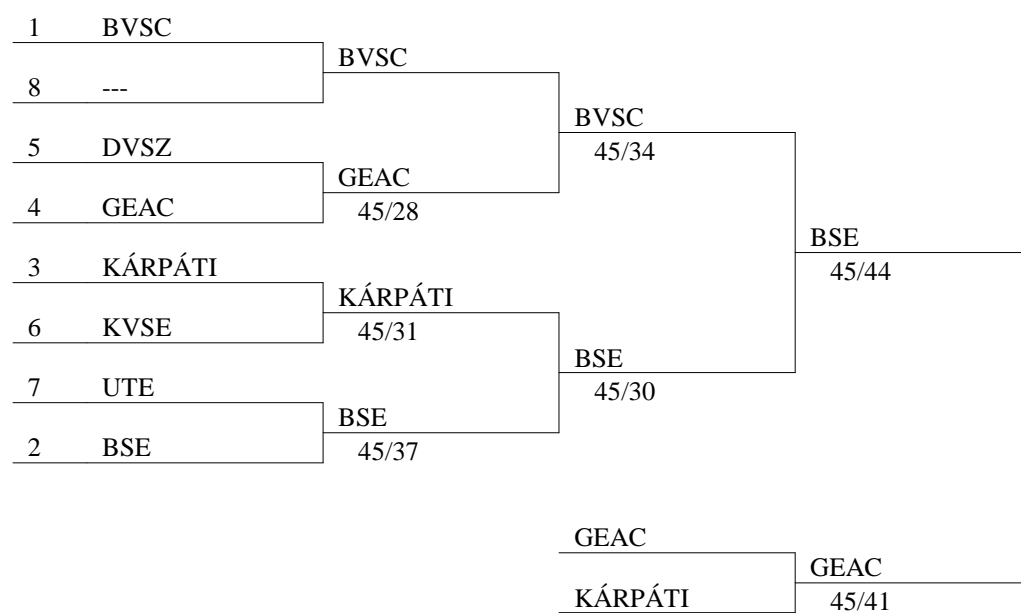 1 BVSC
BVSC
8 ---
BVSC
45/34
5 DVSZ
GEAC
45/28
4 GEAC
BSE
45/44
3 KÁRPÁTI
KÁRPÁTI
45/31
6 KVSE
BSE
45/30
7 UTE
BSE
45/37
2 BSE
GEAC
GEAC
45/41
KÁRPÁTI